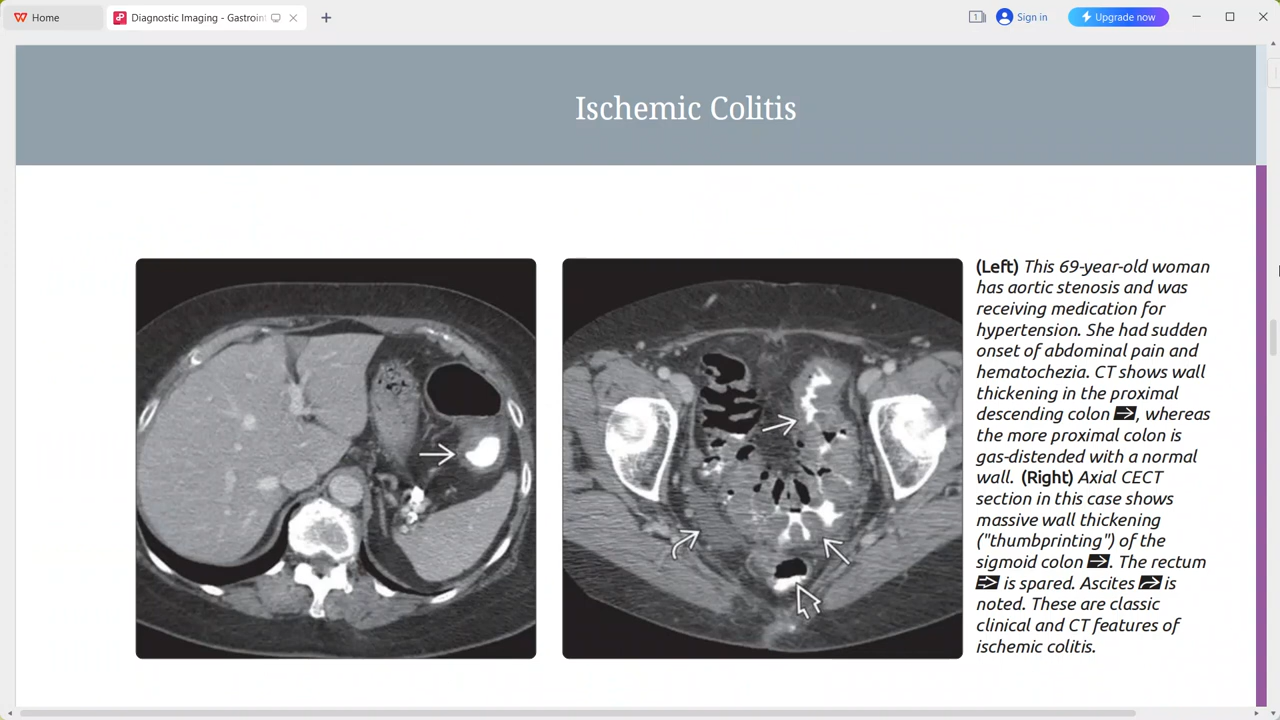 Home
Diagnostic Imaging - Gastroint
1
Sign in
Upgrade now
Ischemic Colitis
(Left) This 69-year-old woman
has aortic stenosis and was
receiving medication for
hypertension. She had sudden
onset of abdominal pain and
hematochezia. CT shows wall
thickening in the proximal
descending colon , whereas
the more proximal colon is
gas-distended with a normal
wall. (Right) Axial CECT
section in this case shows
massive wall thickening
("thumbprinting") of the
sigmoid colon . The rectum
is spared. Ascites is
noted. These are classic
clinical and CT features of
ischemic colitis.